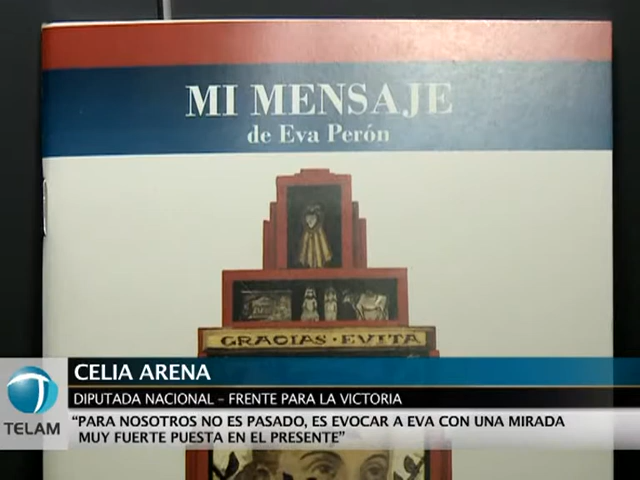 MI MENSAJE
de Eva Perón
GRACIAS · EVITA
CELIA ARENA
DIPUTADA NACIONAL – FRENTE PARA LA VICTORIA
TELAM
“PARA NOSOTROS NO ES PASADO, ES EVOCAR A EVA CON UNA MIRADA
MUY FUERTE PUESTA EN EL PRESENTE”